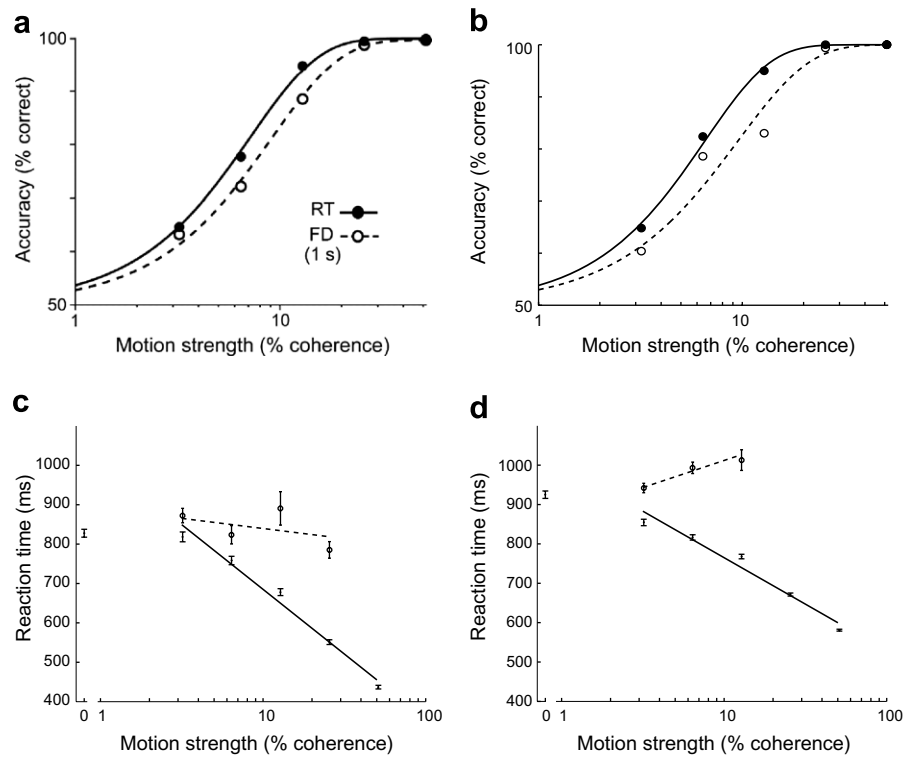 a
100
50
Accuracy (% correct)
RT
FD
(1 s)
1
10
Motion strength (% coherence)
b
100
50
Accuracy (% correct)
1
10
Motion strength (% coherence)
c
1000
900
800
700
600
500
400
Reaction time (ms)
0 1 10 100
Motion strength (% coherence)
d
1000
900
800
700
600
500
400
Reaction time (ms)
0 1 10 100
Motion strength (% coherence)